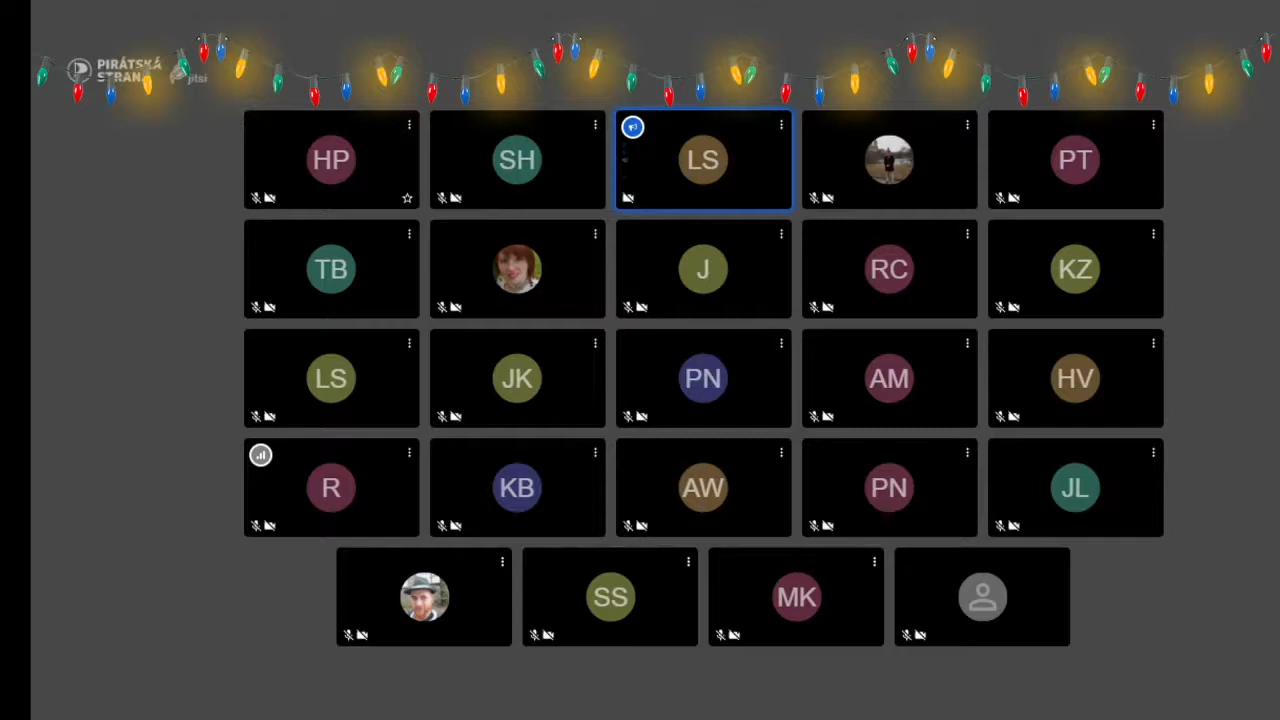 PIRÁTSKÁ
STRANA
jitsi
HP
SH
LS
PT
TB
J
RC
KZ
LS
JK
PN
AM
HV
R
KB
AW
PN
JL
SS
MK